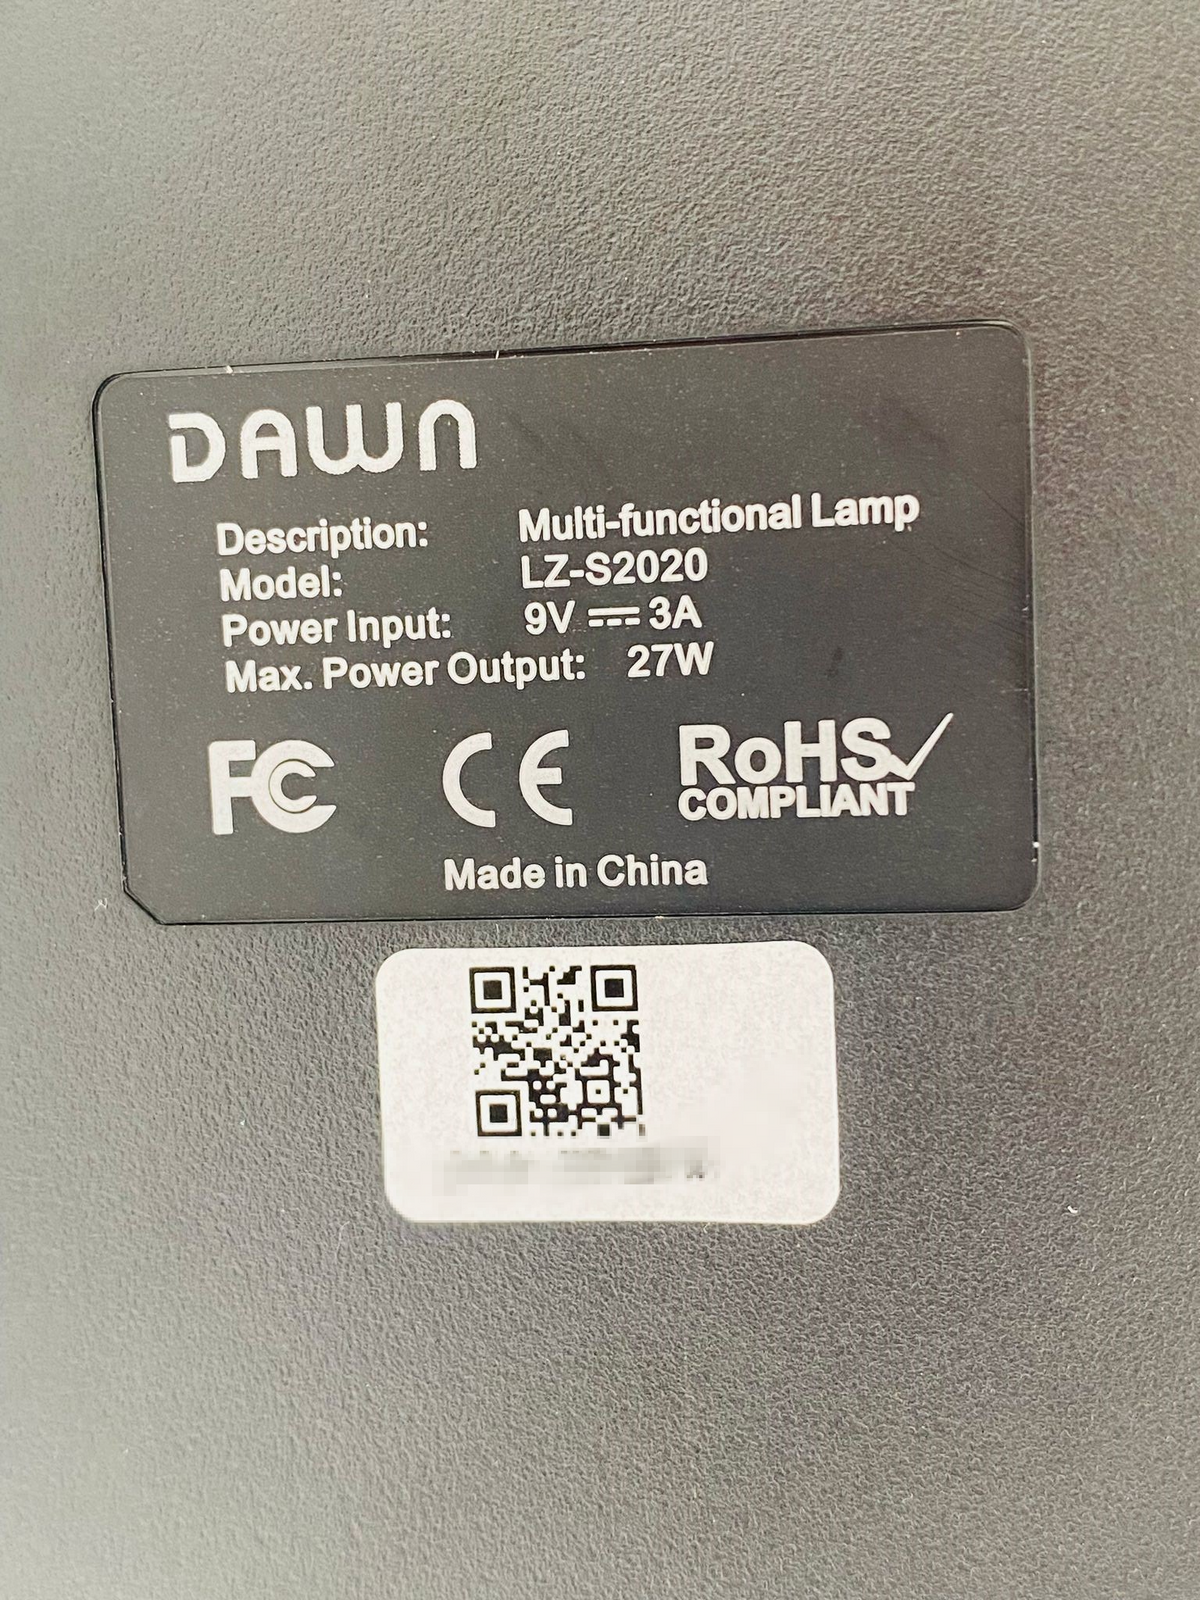 DAWN
Description: Multi-functional Lamp
Model: LZ-S2020
Power Input: 9V ⎓ 3A
Max. Power Output: 27W
FC CE RoHS
COMPLIANT
Made in China